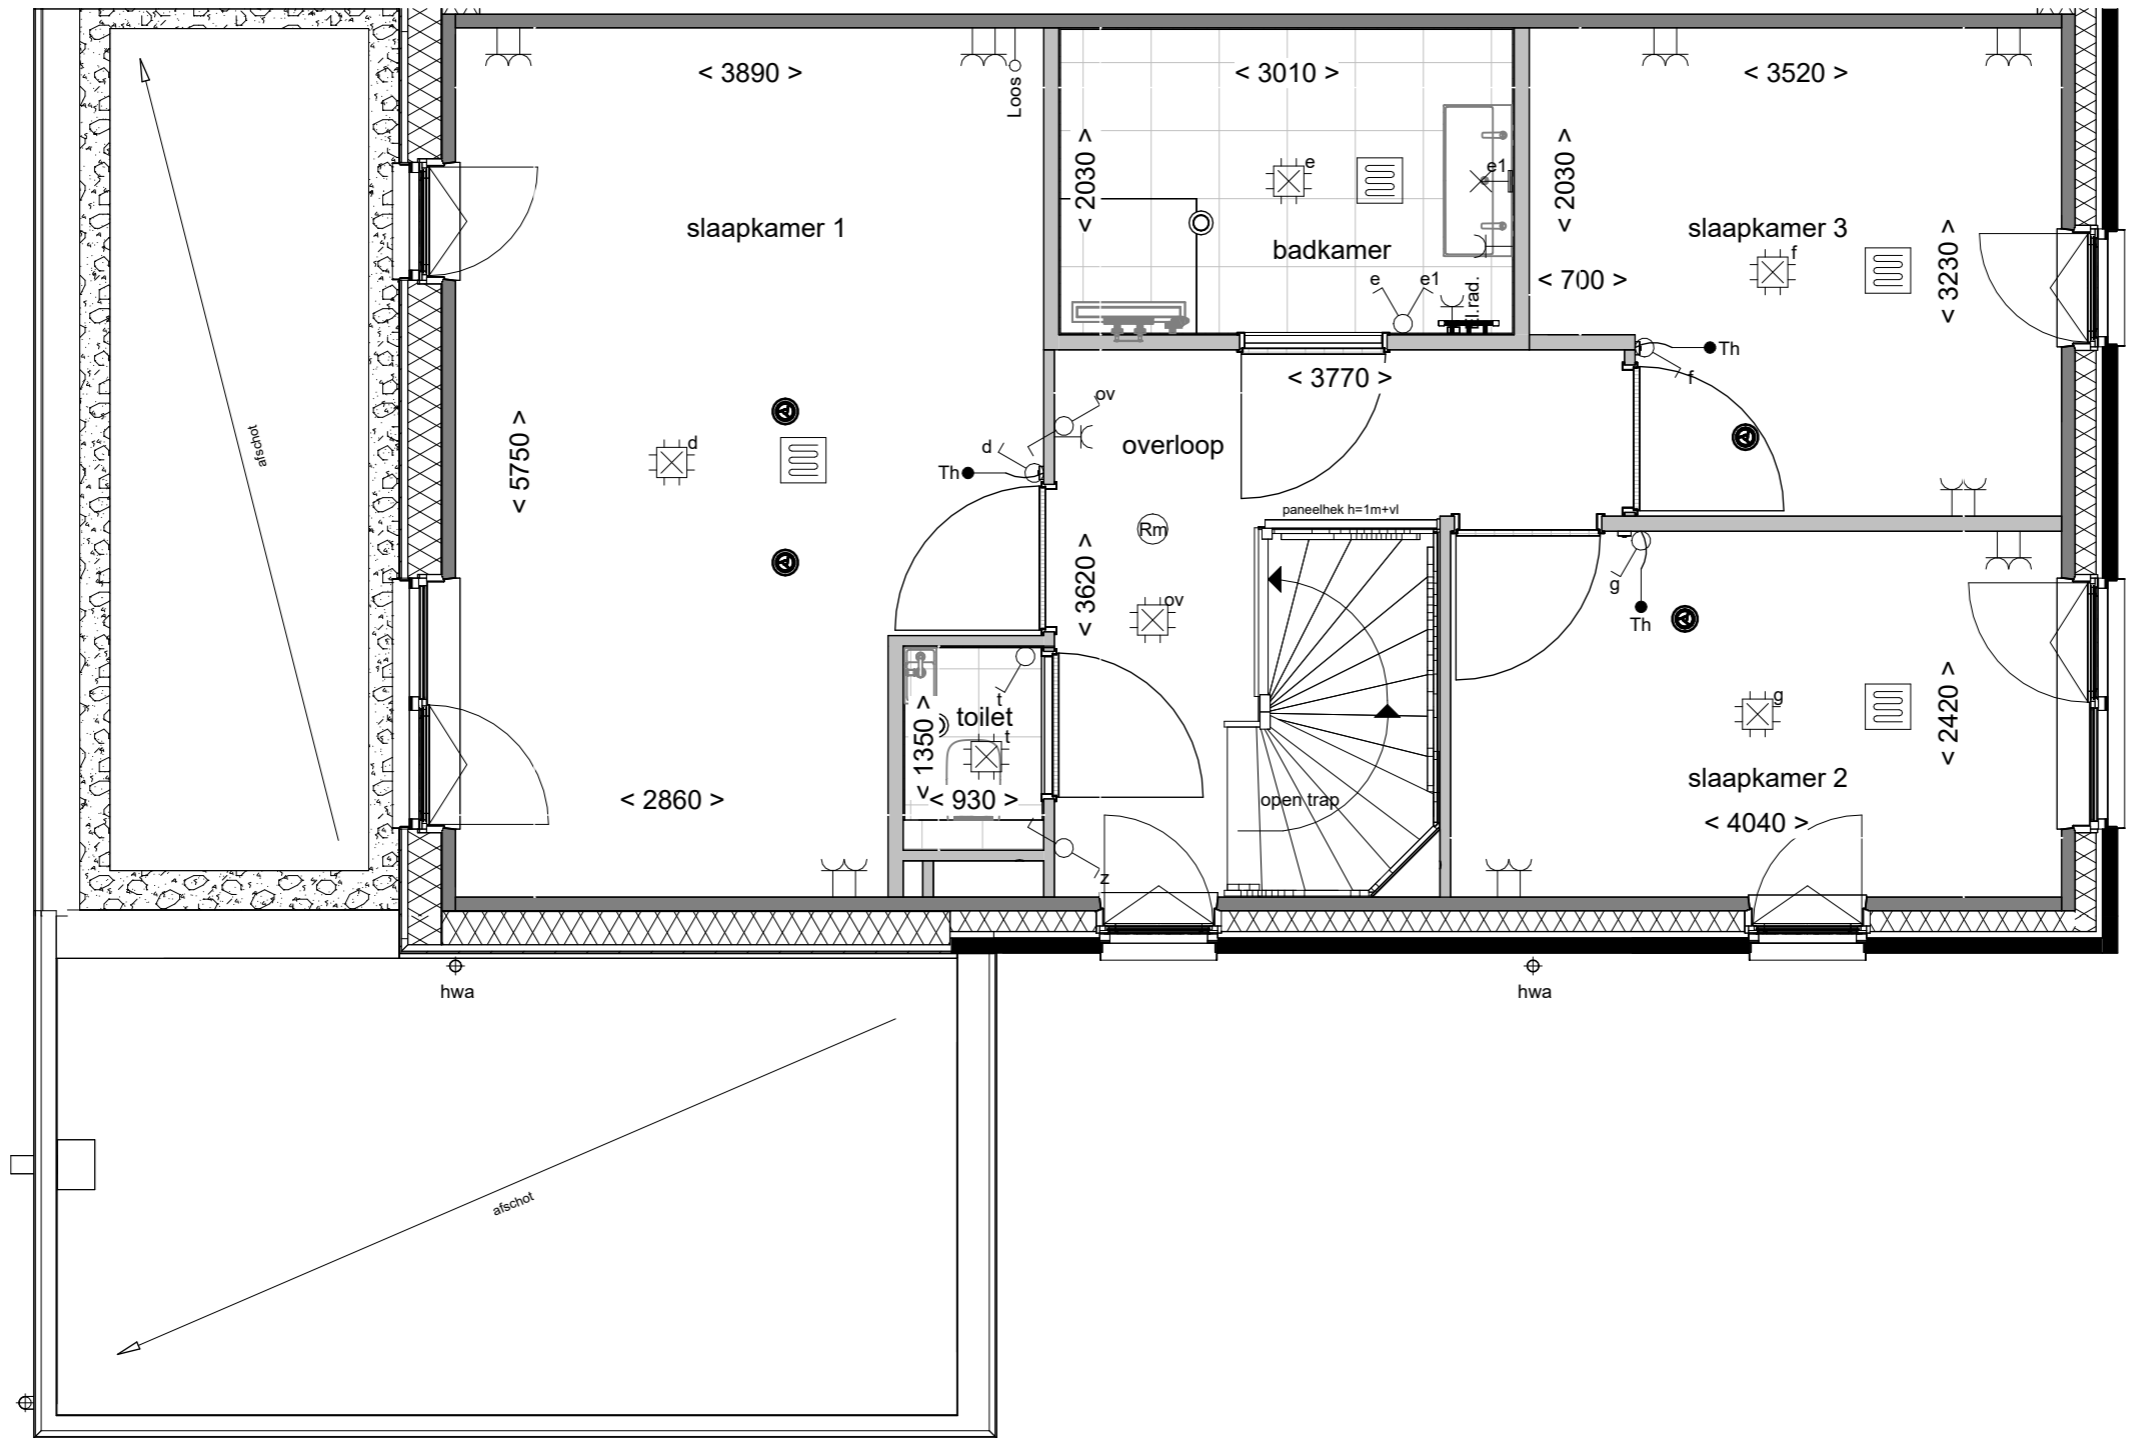 < 3890 >
< 3010 >
< 3520 >
Loos
< 2030 >
< 2030 >
e
e1
slaapkamer 1
badkamer
slaapkamer 3
f
< 3230 >
< 700 >
e
e1
El.rad.
Th
f
< 3770 >
ov
afschot
< 5750 >
d
d
Th
overloop
paneelhek h=1m+vl
Rm
< 3620 >
ov
g
Th
t
toilet
t
< 1350 >
< 930 >
g
< 2420 >
slaapkamer 2
< 4040 >
< 2860 >
open trap
z
hwa
hwa
afschot